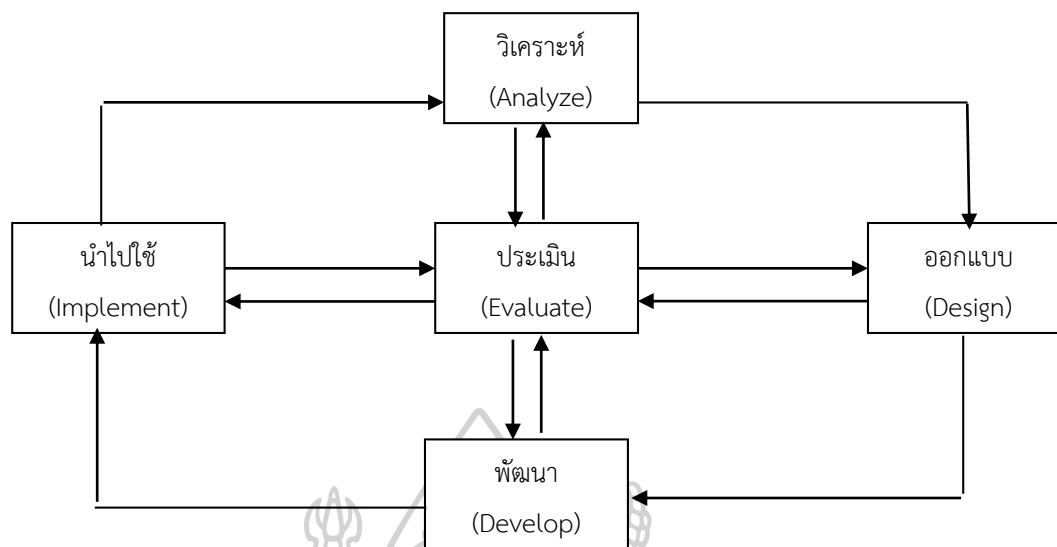 วิเคราะห์
(Analyze)
นำไปใช้
(Implement)
ประเมิน
(Evaluate)
ออกแบบ
(Design)
พัฒนา
(Develop)